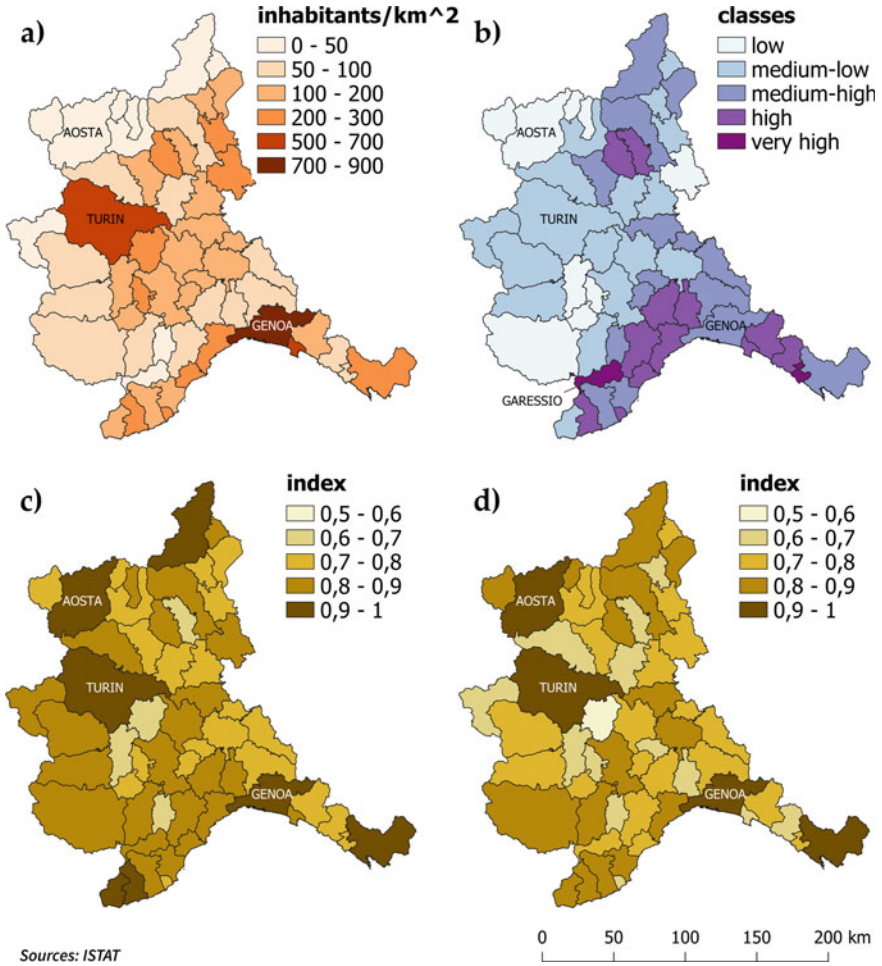 a)
inhabitants/km^2
0 - 50
50 - 100
100 - 200
200 - 300
500 - 700
700 - 900
AOSTA
TURIN
GENOA
b)
classes
low
medium-low
medium-high
high
very high
AOSTA
TURIN
GENOA
GARESSIO
c)
index
0,5 - 0,6
0,6 - 0,7
0,7 - 0,8
0,8 - 0,9
0,9 - 1
AOSTA
TURIN
GENOA
d)
index
0,5 - 0,6
0,6 - 0,7
0,7 - 0,8
0,8 - 0,9
0,9 - 1
AOSTA
TURIN
GENOA
Sources: ISTAT
0 50 100 150 200 km